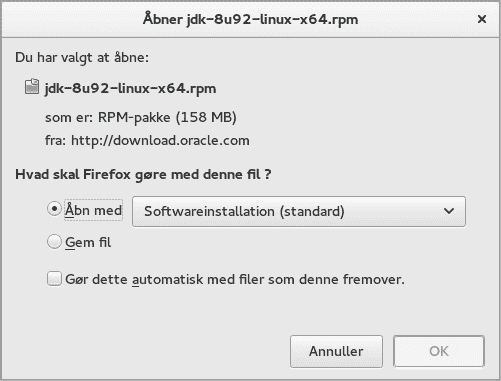 Åbner jdk-8u92-linux-x64.rpm
Du har valgt at åbne:
jdk-8u92-linux-x64.rpm
som er: RPM-pakke (158 MB)
fra: http://download.oracle.com
Hvad skal Firefox gøre med denne fil ?
Åbn med
Softwareinstallation (standard)
Gem fil
Gør dette automatisk med filer som denne fremover.
Annuller
OK